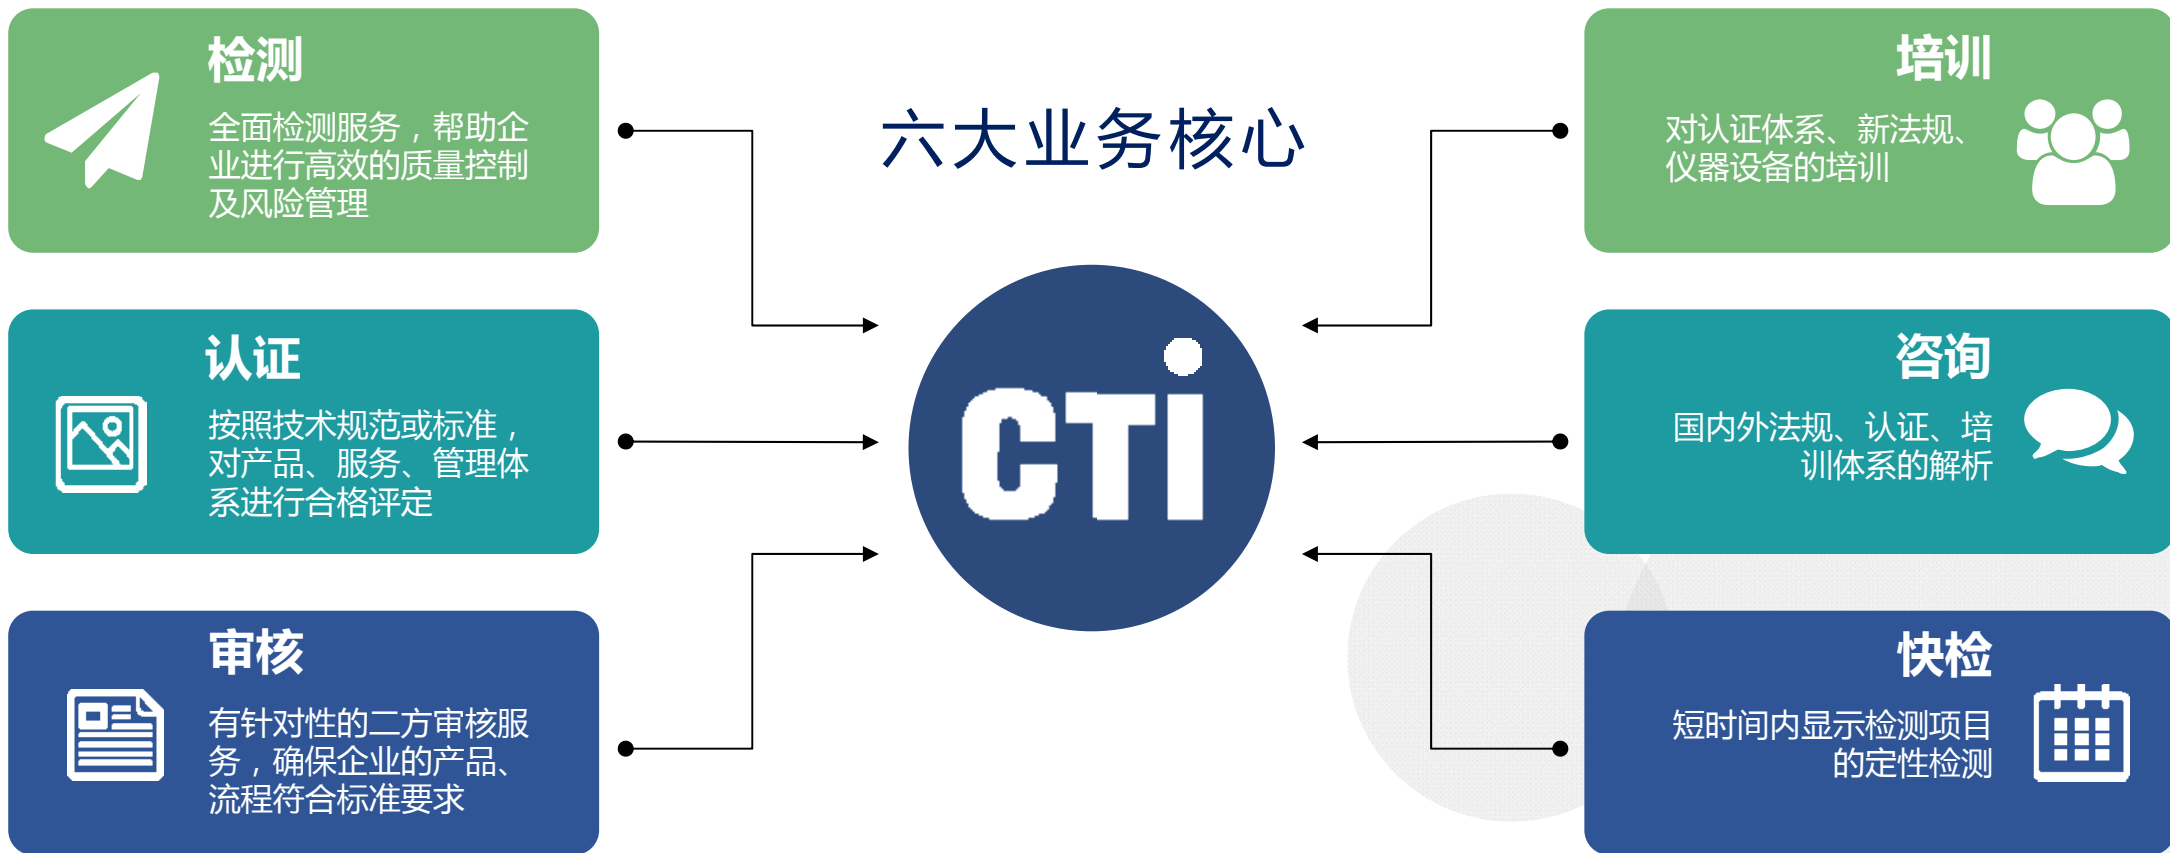 检测
全面检测服务，帮助企
业进行高效的质量控制
及风险管理
认证
按照技术规范或标准，
对产品、服务、管理体
系进行合格评定
审核
有针对性的二方审核服
务，确保企业的产品、
流程符合标准要求
六大业务核心
CTI
培训
对认证体系、新法规、
仪器设备的培训
咨询
国内外法规、认证、培
训体系的解析
快检
短时间内显示检测项目
的定性检测